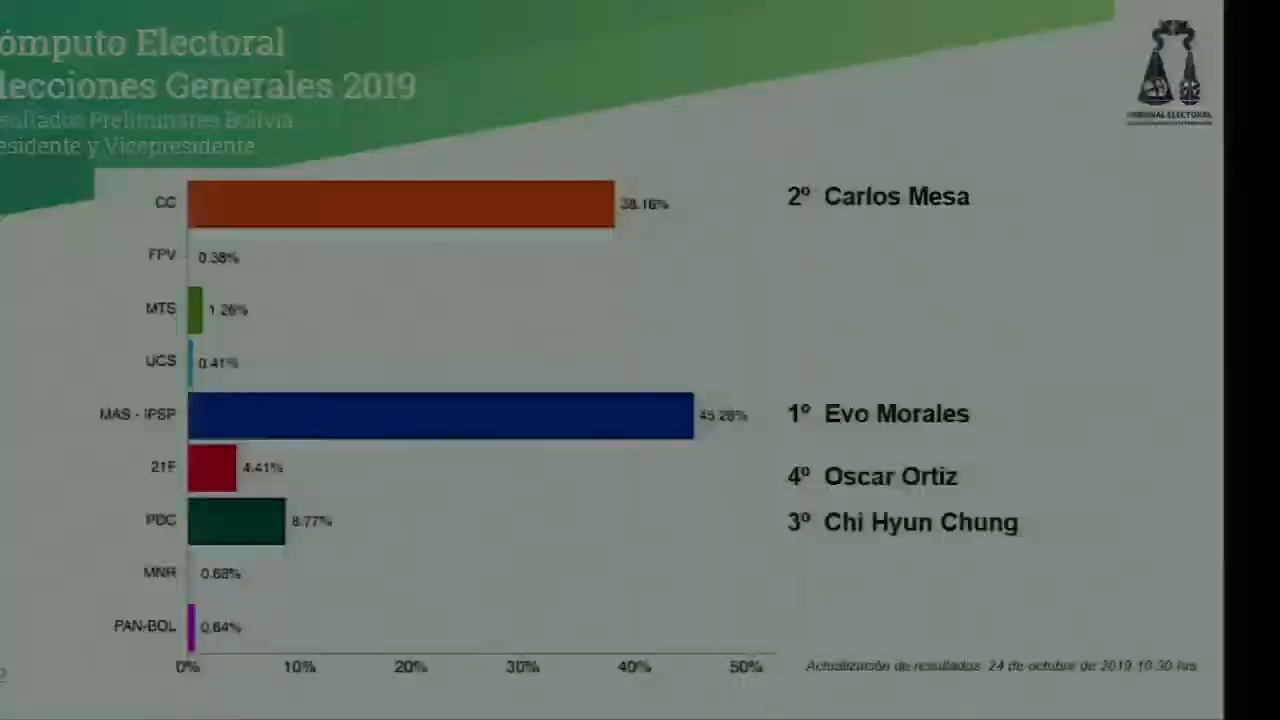 ómputo Electoral
lecciones Generales 2019
sultados Preliminares Bolivia
esidente y Vicepresidente
TRIBUNAL ELECTORAL
CC 38.16% 2º Carlos Mesa
FPV 0.38%
MTS 1.26%
UCS 0.41%
MAS - IPSP 45.28% 1º Evo Morales
21F 4.41% 4º Oscar Ortiz
PDC 8.77% 3º Chi Hyun Chung
MNR 0.68%
PAN-BOL 0.64%
0% 10% 20% 30% 40% 50%
Actualización de resultados 24 de octubre de 2019 10:30 hrs